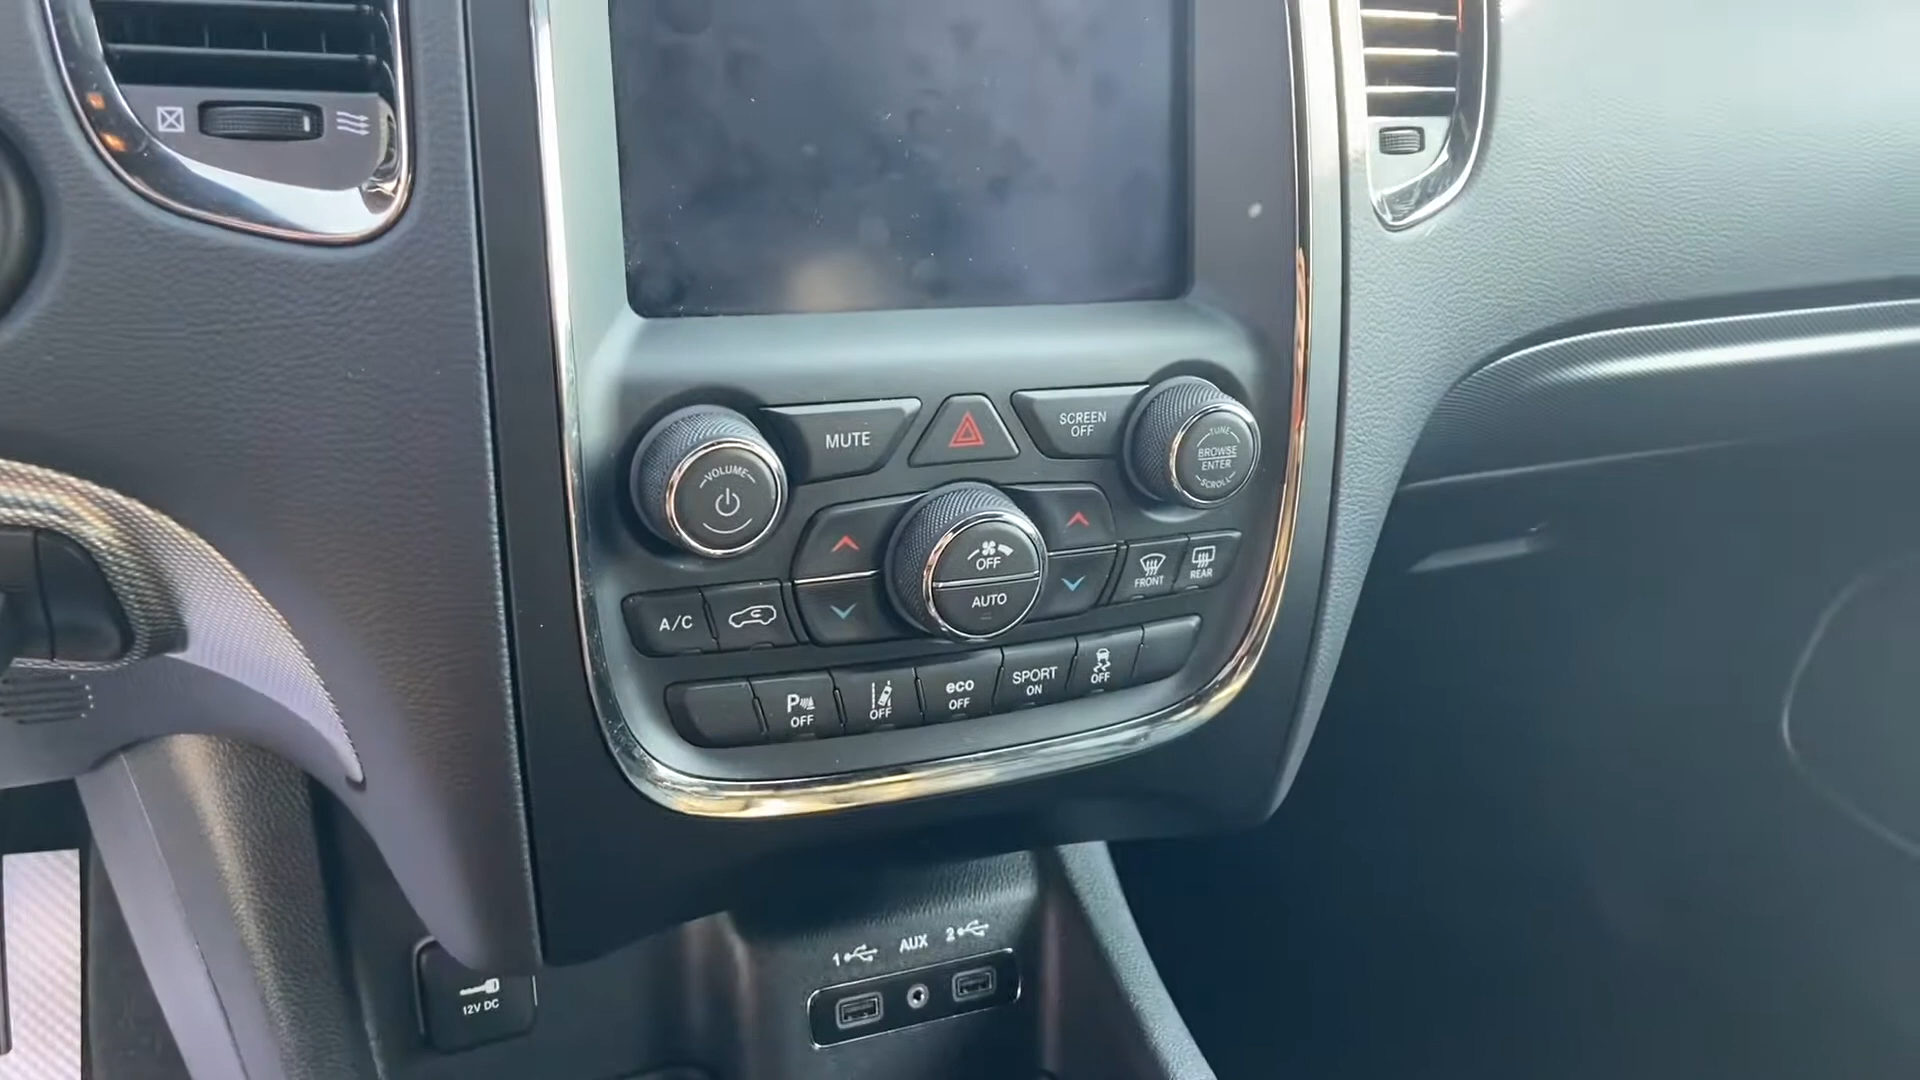 MUTE
SCREEN
OFF
VOLUME
TUNE
BROWSE
ENTER
SCROLL
OFF
AUTO
A/C
FRONT
REAR
P
OFF
OFF
eco
OFF
SPORT
ON
OFF
1
AUX
2
12V DC